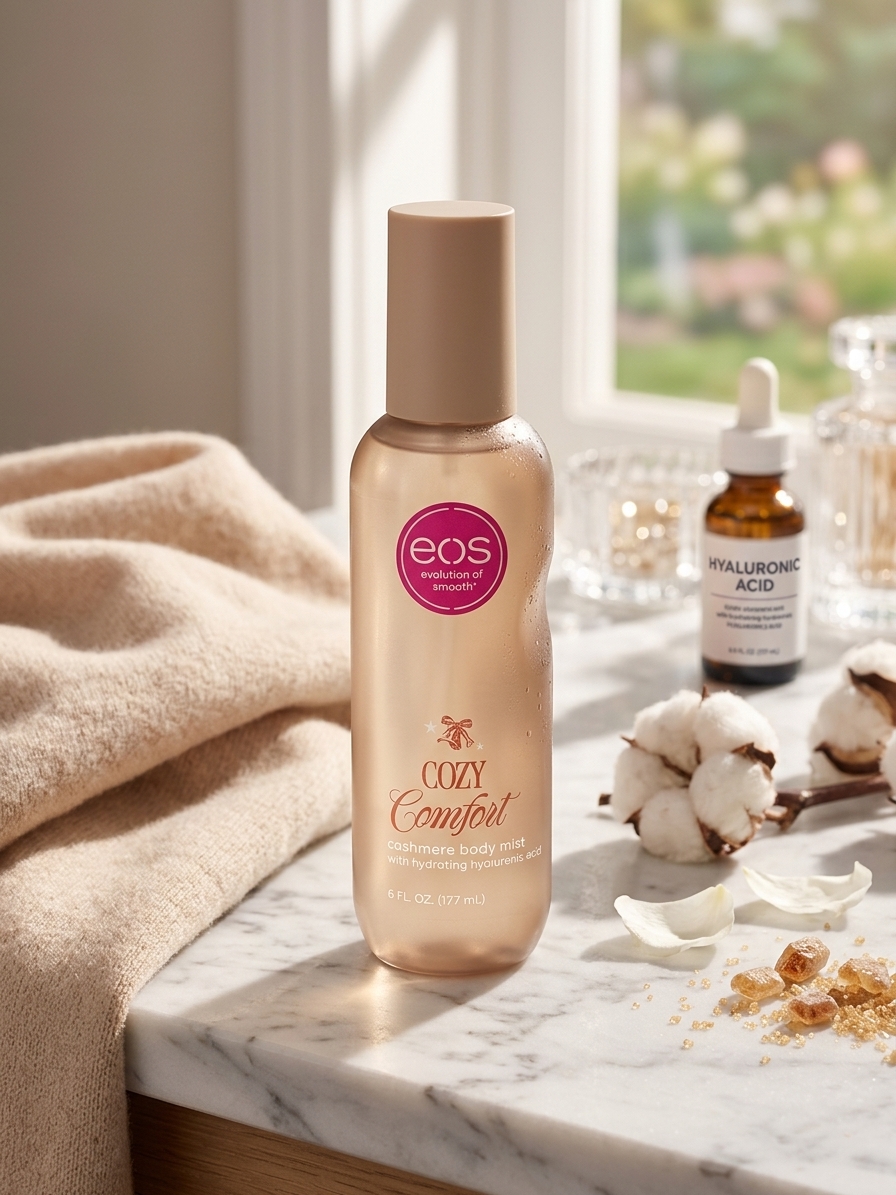 eos
evolution of
smooth*
COZY
Comfort
cashmere body mist
with hydrating hyalurenis acid
6 FL. OZ. (177 mL)
HYALURONIC
ACID